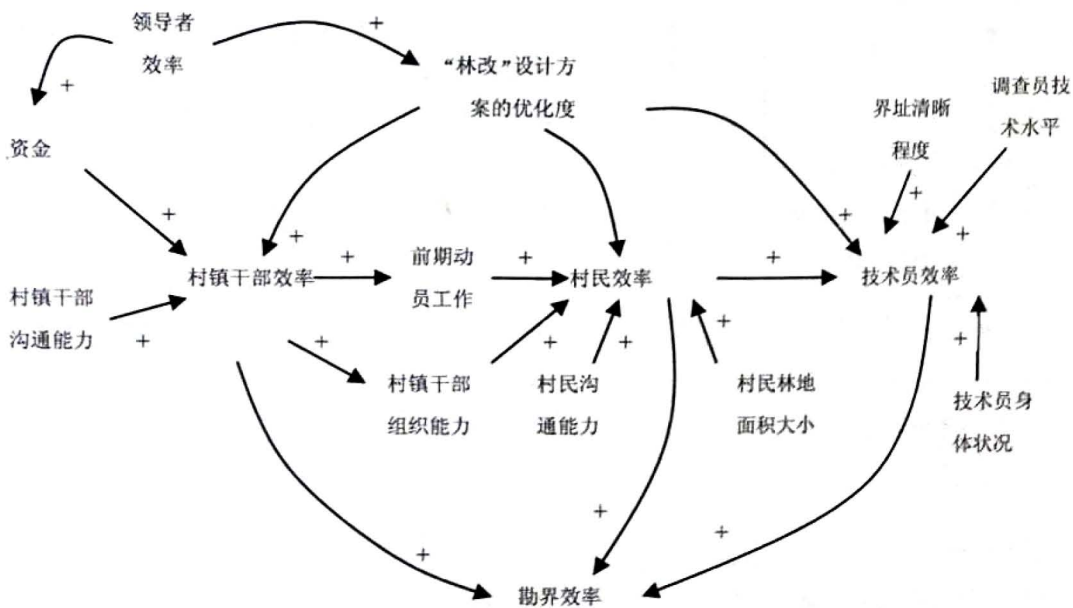 领导者
效率
+
+
“林改”设计方
案的优化度
调查员技
术水平
界址清晰
程度
资金
+
+
+
+
+
村镇干部效率
+
前期动
员工作
+
村民效率
+
技术员效率
村镇干部
沟通能力
+
+
村镇干部
组织能力
+
村民沟
通能力
+
村民林地
面积大小
+
技术员身
体状况
+
+
+
+
勘界效率